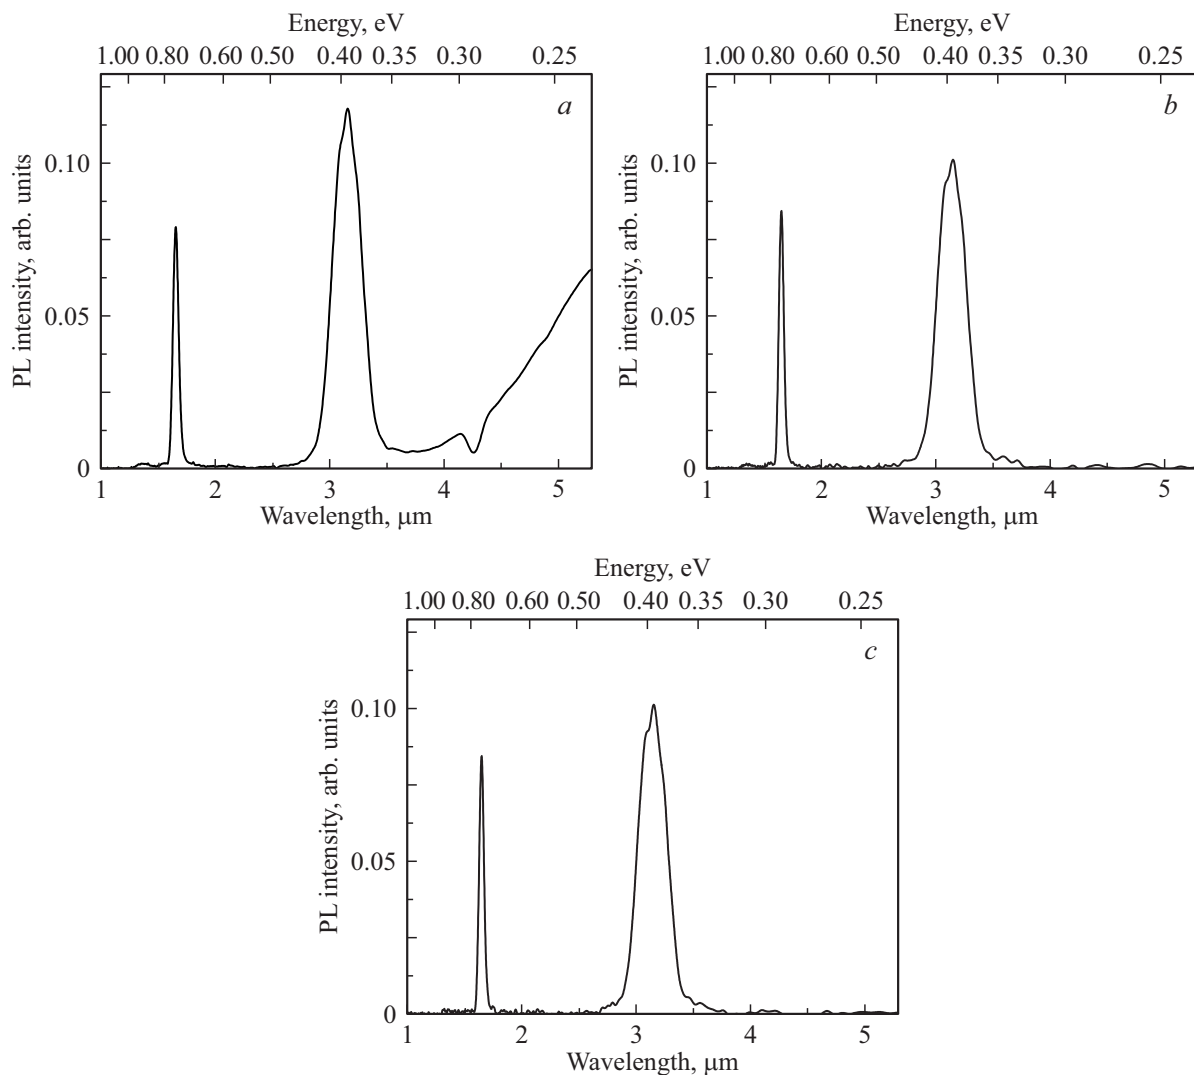 Energy, eV
1.00 0.80 0.60 0.50 0.40 0.35 0.30 0.25
a
PL intensity, arb. units
0.10
0.05
0
1 2 3 4 5
Wavelength, μm
Energy, eV
1.00 0.80 0.60 0.50 0.40 0.35 0.30 0.25
b
PL intensity, arb. units
0.10
0.05
0
1 2 3 4 5
Wavelength, μm
Energy, eV
1.00 0.80 0.60 0.50 0.40 0.35 0.30 0.25
c
PL intensity, arb. units
0.10
0.05
0
1 2 3 4 5
Wavelength, μm